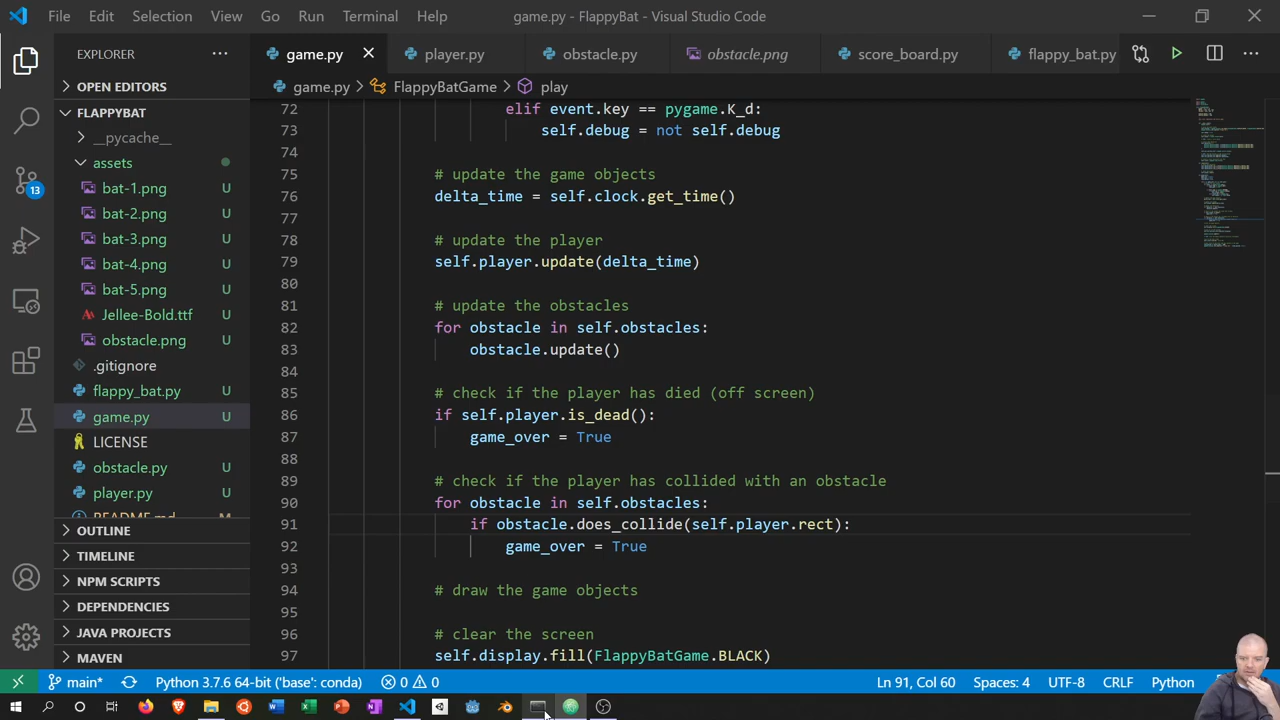 File Edit Selection View Go Run Terminal Help game.py - FlappyBat - Visual Studio Code
EXPLORER
game.py player.py obstacle.py obstacle.png score_board.py flappy_bat.py
OPEN EDITORS
game.py > FlappyBatGame > play
FLAPPYBAT
__pycache__
assets
bat-1.png U
bat-2.png U
bat-3.png U
bat-4.png U
bat-5.png U
Jellee-Bold.ttf U
obstacle.png U
.gitignore
flappy_bat.py U
game.py U
LICENSE
obstacle.py U
player.py U
README.md
OUTLINE
TIMELINE
NPM SCRIPTS
DEPENDENCIES
JAVA PROJECTS
MAVEN
13
72 elif event.key == pygame.K_d:
73 self.debug = not self.debug
74
75 # update the game objects
76 delta_time = self.clock.get_time()
77
78 # update the player
79 self.player.update(delta_time)
80
81 # update the obstacles
82 for obstacle in self.obstacles:
83 obstacle.update()
84
85 # check if the player has died (off screen)
86 if self.player.is_dead():
87 game_over = True
88
89 # check if the player has collided with an obstacle
90 for obstacle in self.obstacles:
91 if obstacle.does_collide(self.player.rect):
92 game_over = True
93
94 # draw the game objects
95
96 # clear the screen
97 self.display.fill(FlappyBatGame.BLACK)
main* Python 3.7.6 64-bit ('base': conda) 0 0 Ln 91, Col 60 Spaces: 4 UTF-8 CRLF Python